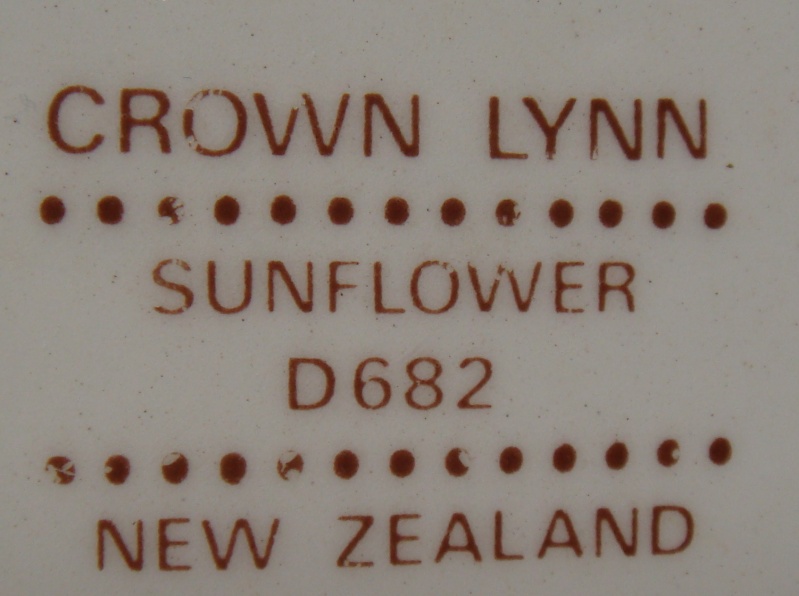 CROWN LYNN
SUNFLOWER
D682
NEW ZEALAND